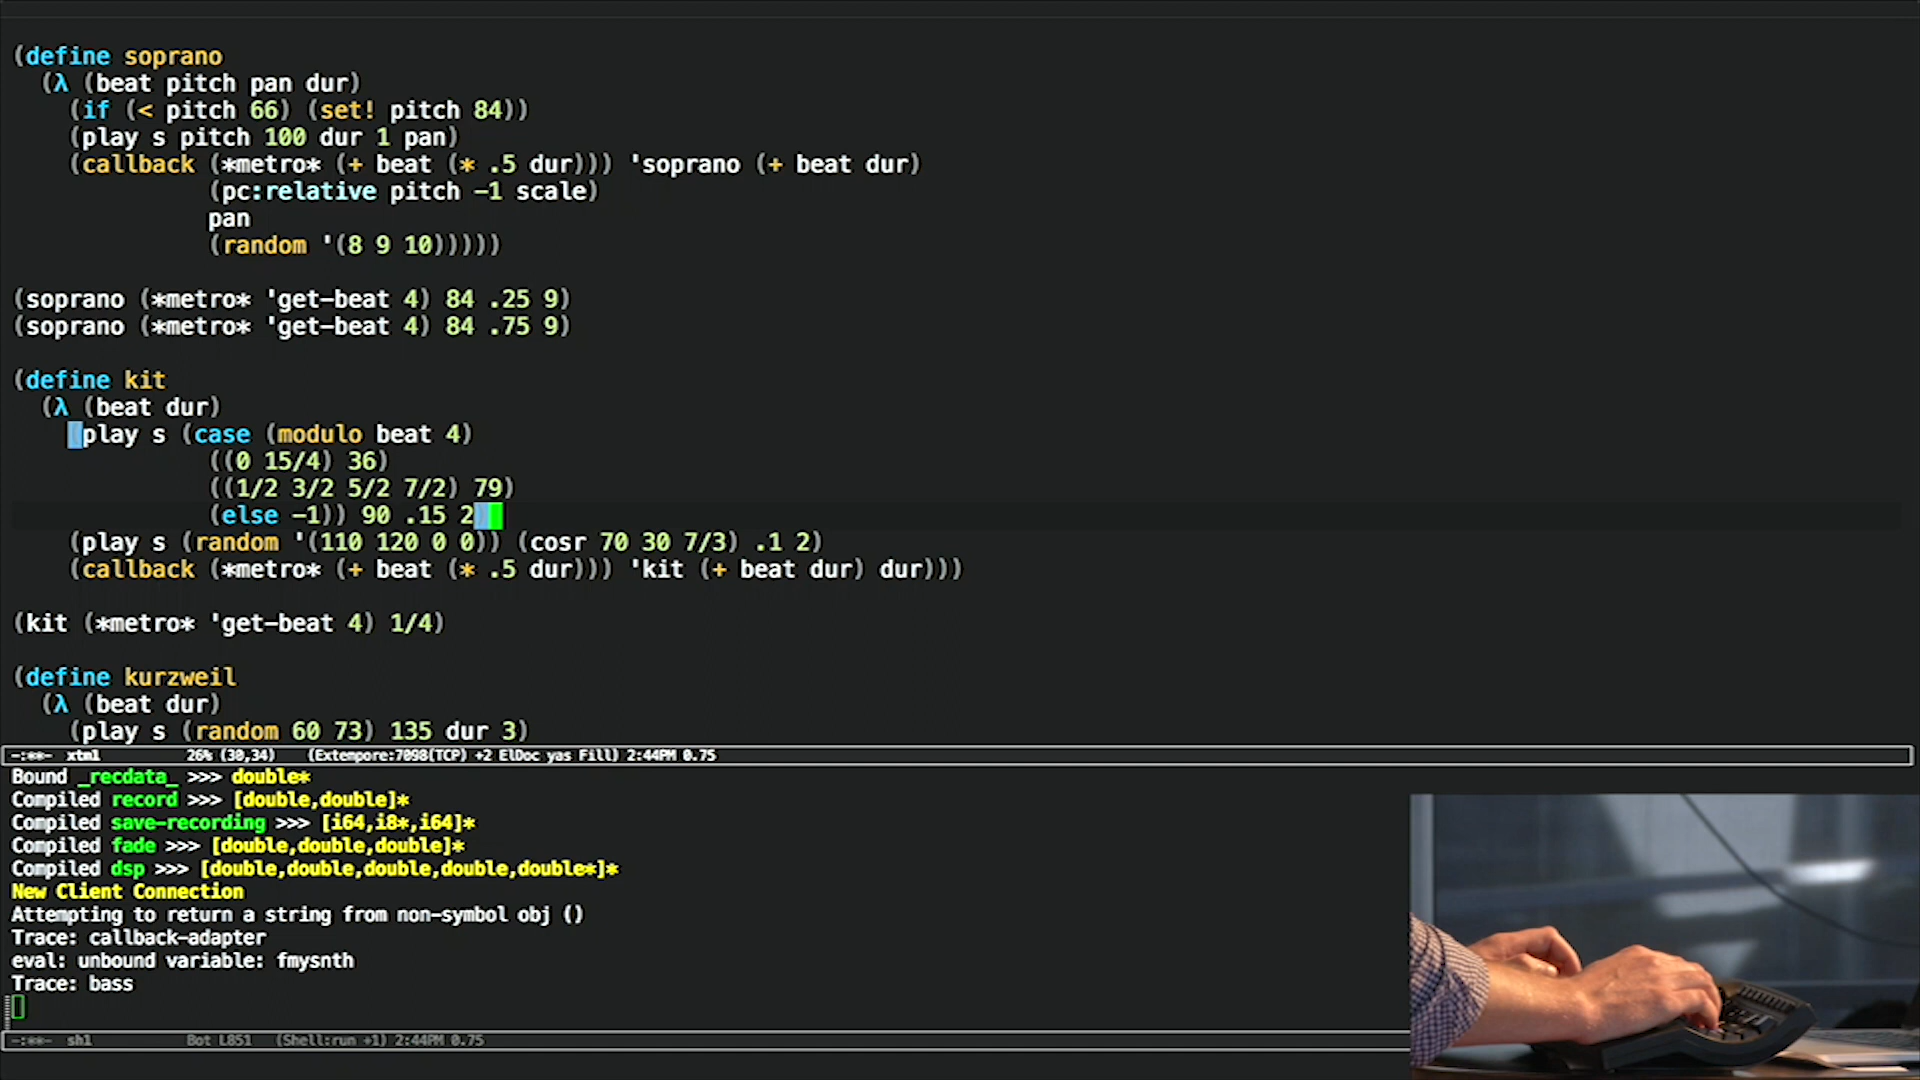 (define soprano
  (λ (beat pitch pan dur)
    (if (< pitch 66) (set! pitch 84))
    (play s pitch 100 dur 1 pan)
    (callback (*metro* (+ beat (* .5 dur))) 'soprano (+ beat dur)
              (pc:relative pitch -1 scale)
              pan
              (random '(8 9 10)))))
(soprano (*metro* 'get-beat 4) 84 .25 9)
(soprano (*metro* 'get-beat 4) 84 .75 9)
(define kit
  (λ (beat dur)
    (play s (case (modulo beat 4)
              ((0 15/4) 36)
              ((1/2 3/2 5/2 7/2) 79)
              (else -1)) 90 .15 2)
    (play s (random '(110 120 0 0)) (cosr 70 30 7/3) .1 2)
    (callback (*metro* (+ beat (* .5 dur))) 'kit (+ beat dur) dur)))
(kit (*metro* 'get-beat 4) 1/4)
(define kurzweil
  (λ (beat dur)
    (play s (random 60 73) 135 dur 3)
-:**- xtm1 26% (30,34) (Extempore:7098(TCP) +2 ElDoc yas Fill) 2:44PM 0.75
Bound _recdata_ >>> double*
Compiled record >>> [double,double]*
Compiled save-recording >>> [i64,i8*,i64]*
Compiled fade >>> [double,double,double]*
Compiled dsp >>> [double,double,double,double,double*]*
New Client Connection
Attempting to return a string from non-symbol obj ()
Trace: callback-adapter
eval: unbound variable: fmysnth
Trace: bass
-:**- sh1 Bot L851 (Shell:run +1) 2:44PM 0.75